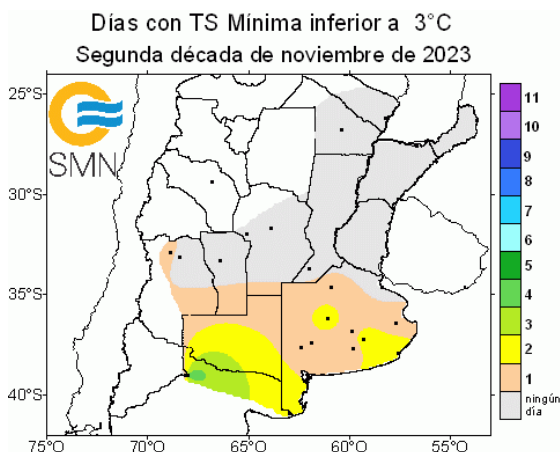 Días con TS Mínima inferior a 3°C
Segunda década de noviembre de 2023
SMN
25°S
30°S
35°S
40°S
75°O
70°O
65°O
60°O
55°O
11
10
9
8
7
6
5
4
3
2
1
ningún
día